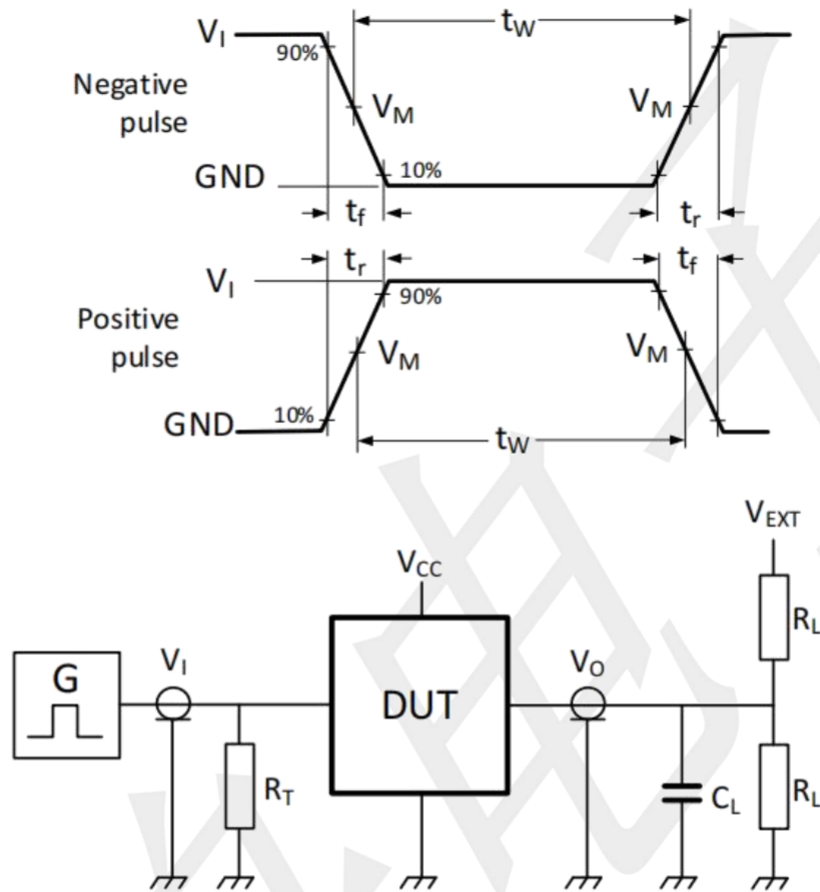 tW
VI
90%
Negative
pulse
VM
VM
GND
10%
tf
tr
tr
tf
VI
90%
Positive
pulse
VM
VM
10%
GND
tW
VEXT
VCC
RL
VI
VO
G
DUT
RT
CL
RL